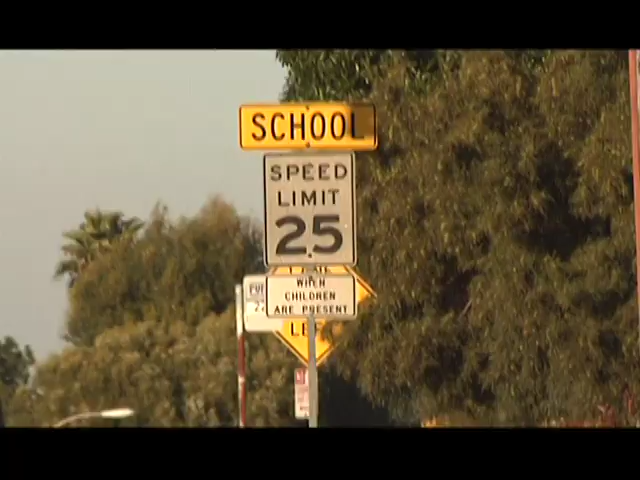 SCHOOL
SPEED
LIMIT
25
WHEN
CHILDREN
ARE PRESENT